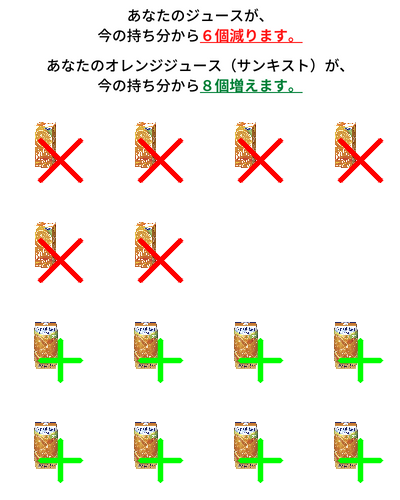 あなたのジュースが、
今の持ち分から６個減ります。
あなたのオレンジジュース（サンキスト）が、
今の持ち分から８個増えます。